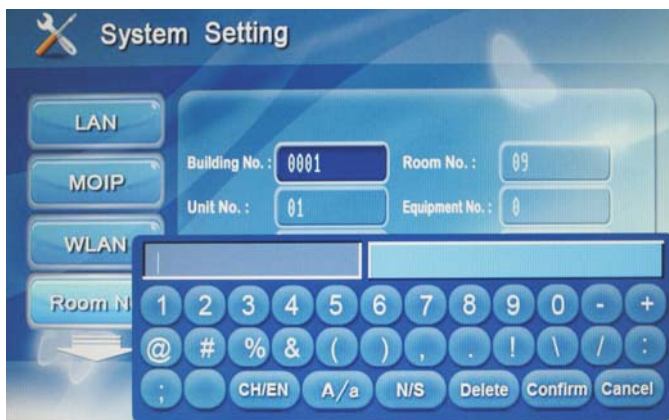 System Setting
LAN
MOIP
WLAN
Room N
Building No. : 0001 Room No. : 09
Unit No. : 01 Equipment No. : 0
1 2 3 4 5 6 7 8 9 0 - +
@ # % & ( ) , . ! \ / :
; CH/EN A/a N/S Delete Confirm Cancel